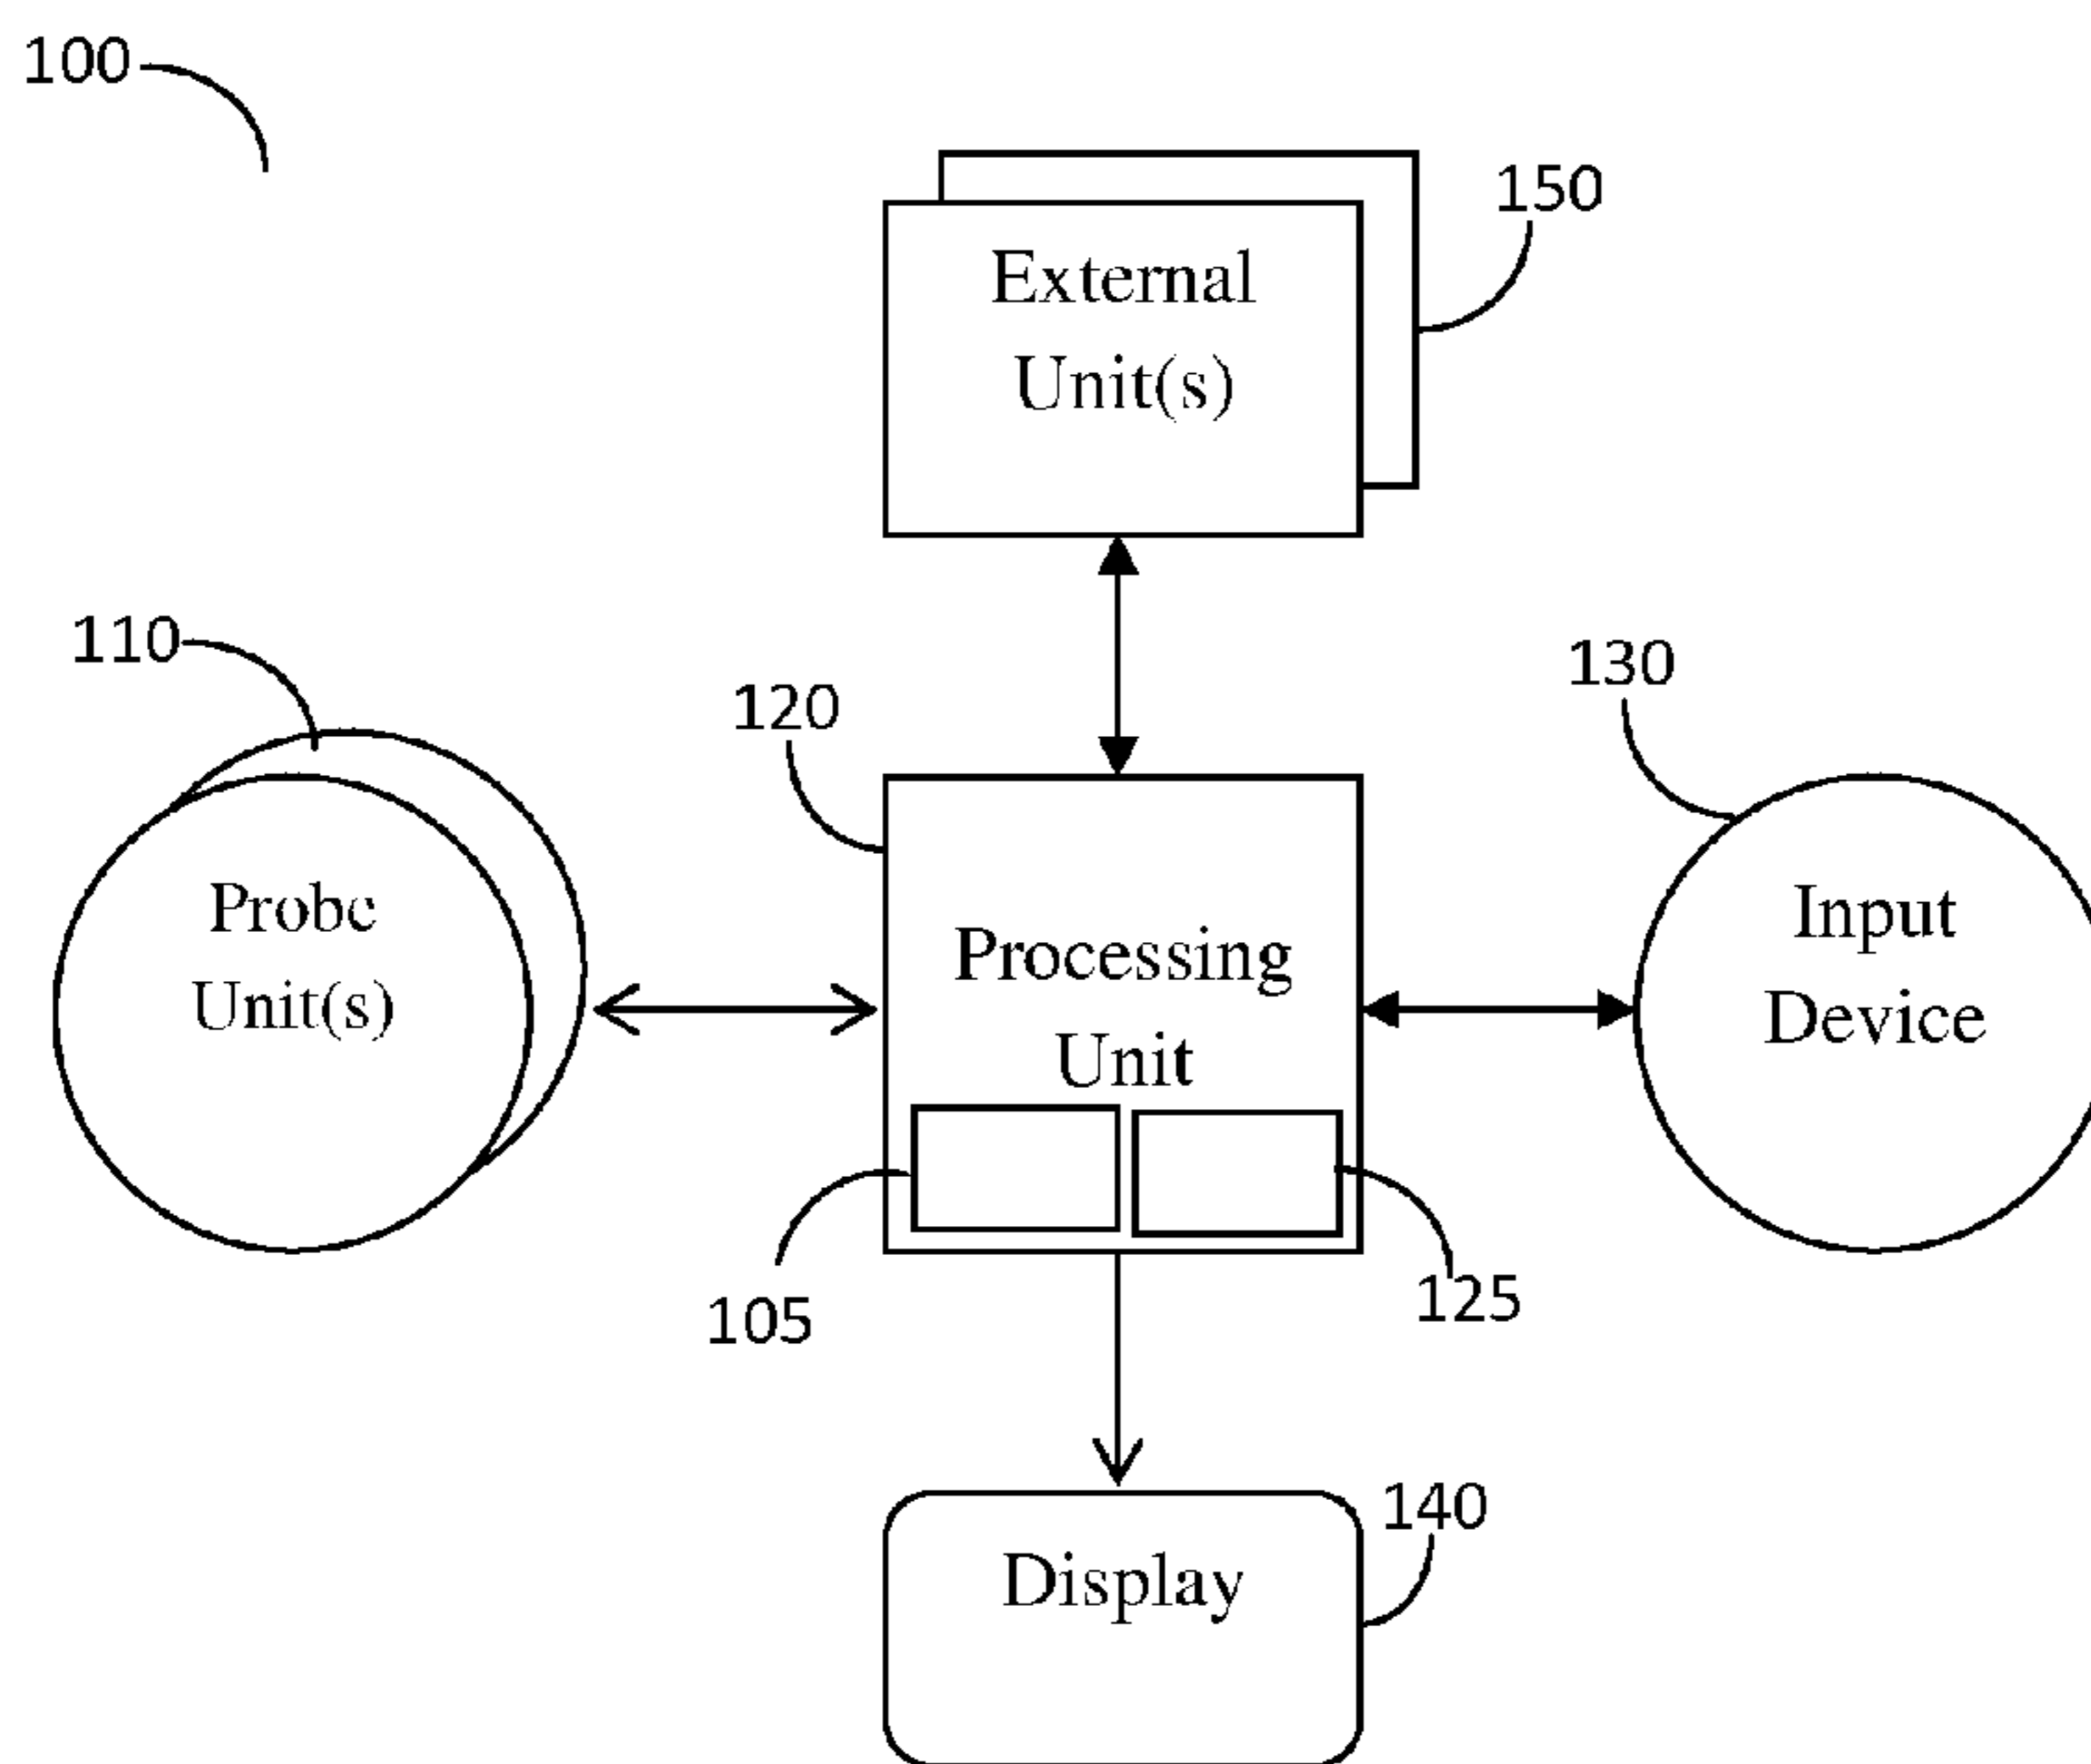 100
150
External
Unit(s)
110
120
130
Probe
Unit(s)
Processing
Unit
Input
Device
105
125
140
Display